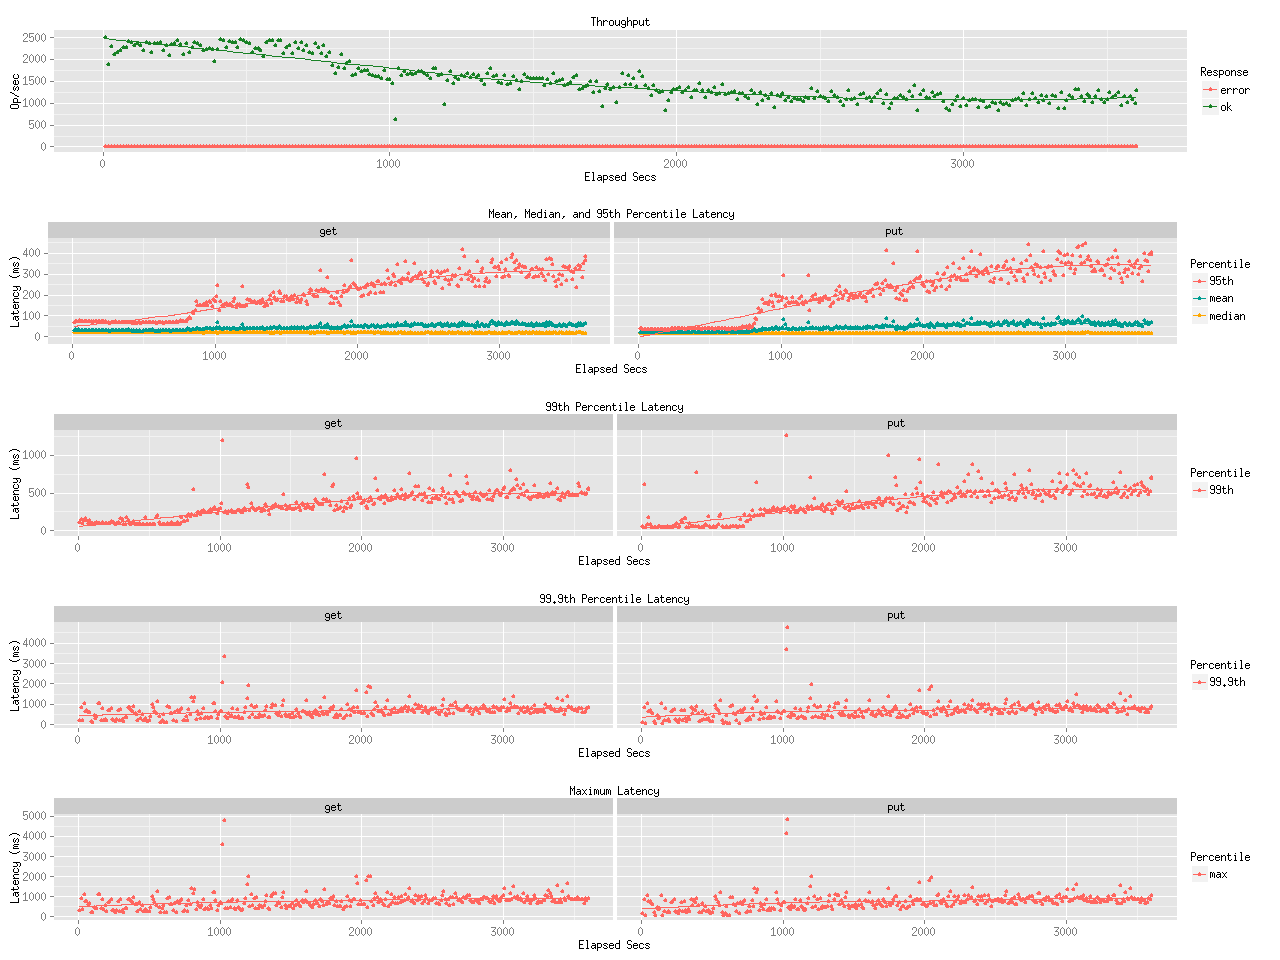 Throughput
2500
2000
1500
1000
500
0
Op/sec
0 1000 2000 3000
Elapsed Secs
Response
error
ok
Mean, Median, and 95th Percentile Latency
get put
400
300
200
100
0
Latency (ms)
0 1000 2000 3000 0 1000 2000 3000
Elapsed Secs
Percentile
95th
mean
median
99th Percentile Latency
get put
1000
500
0
Latency (ms)
0 1000 2000 3000 0 1000 2000 3000
Elapsed Secs
Percentile
99th
99.9th Percentile Latency
get put
4000
3000
2000
1000
0
Latency (ms)
0 1000 2000 3000 0 1000 2000 3000
Elapsed Secs
Percentile
99.9th
Maximum Latency
get put
5000
4000
3000
2000
1000
0
Latency (ms)
0 1000 2000 3000 0 1000 2000 3000
Elapsed Secs
Percentile
max